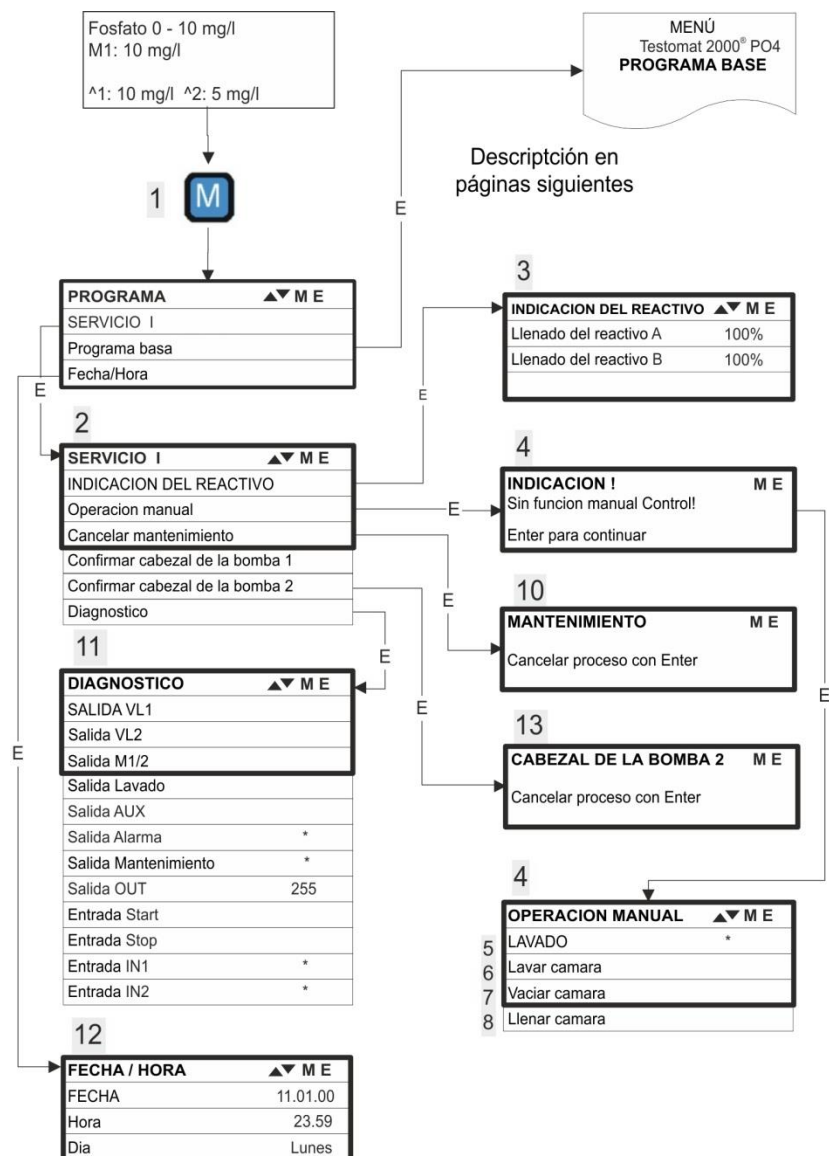 Fosfato 0 - 10 mg/l
M1: 10 mg/l
^1: 10 mg/l ^2: 5 mg/l
MENÚ
Testomat 2000® PO4
PROGRAMA BASE
Descriptción en
páginas siguientes
1
M
E
PROGRAMA ▲▼ M E
SERVICIO I
Programa basa
Fecha/Hora
E
E
3
INDICACION DEL REACTIVO ▲▼ M E
Llenado del reactivo A 100%
Llenado del reactivo B 100%
2
SERVICIO I ▲▼ M E
INDICACION DEL REACTIVO
Operacion manual
Cancelar mantenimiento
Confirmar cabezal de la bomba 1
Confirmar cabezal de la bomba 2
Diagnostico
E
E
E
E
4
INDICACION ! M E
Sin funcion manual Control!
Enter para continuar
10
MANTENIMIENTO M E
Cancelar proceso con Enter
E
13
CABEZAL DE LA BOMBA 2 M E
Cancelar proceso con Enter
11
DIAGNOSTICO ▲▼ M E
SALIDA VL1
Salida VL2
Salida M1/2
Salida Lavado
Salida AUX
Salida Alarma *
Salida Mantenimiento *
Salida OUT 255
Entrada Start
Entrada Stop
Entrada IN1 *
Entrada IN2 *
E
4
OPERACION MANUAL ▲▼ M E
5 LAVADO *
6 Lavar camara
7 Vaciar camara
8 Llenar camara
12
FECHA / HORA ▲▼ M E
FECHA 11.01.00
Hora 23.59
Dia Lunes